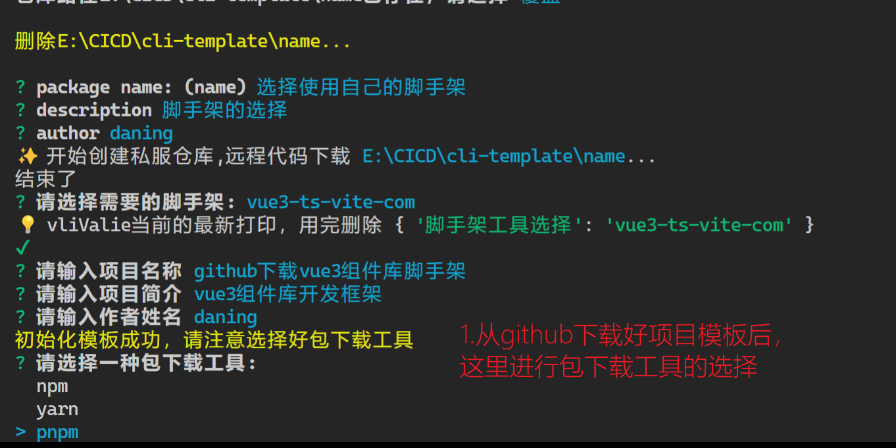 删除E:\CICD\cli-template\name...
? package name: (name) 选择使用自己的脚手架
? description 脚手架的选择
? author daning
✨ 开始创建私服仓库,远程代码下载 E:\CICD\cli-template\name...
结束了
? 请选择需要的脚手架: vue3-ts-vite-com
💡 vliValie当前的最新打印, 用完删除 { '脚手架工具选择': 'vue3-ts-vite-com' }
✓
? 请输入项目名称 github下载vue3组件库脚手架
? 请输入项目简介 vue3组件库开发框架
? 请输入作者姓名 daning
初始化模板成功, 请注意选择好包下载工具
? 请选择一种包下载工具:
npm
yarn
> pnpm
1.从github下载好项目模板后,
这里进行包下载工具的选择